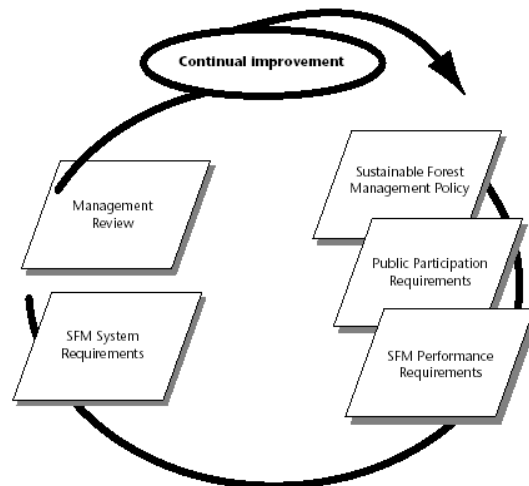 Continual improvement
Sustainable Forest
Management Policy
Public Participation
Requirements
SFM Performance
Requirements
SFM System
Requirements
Management
Review